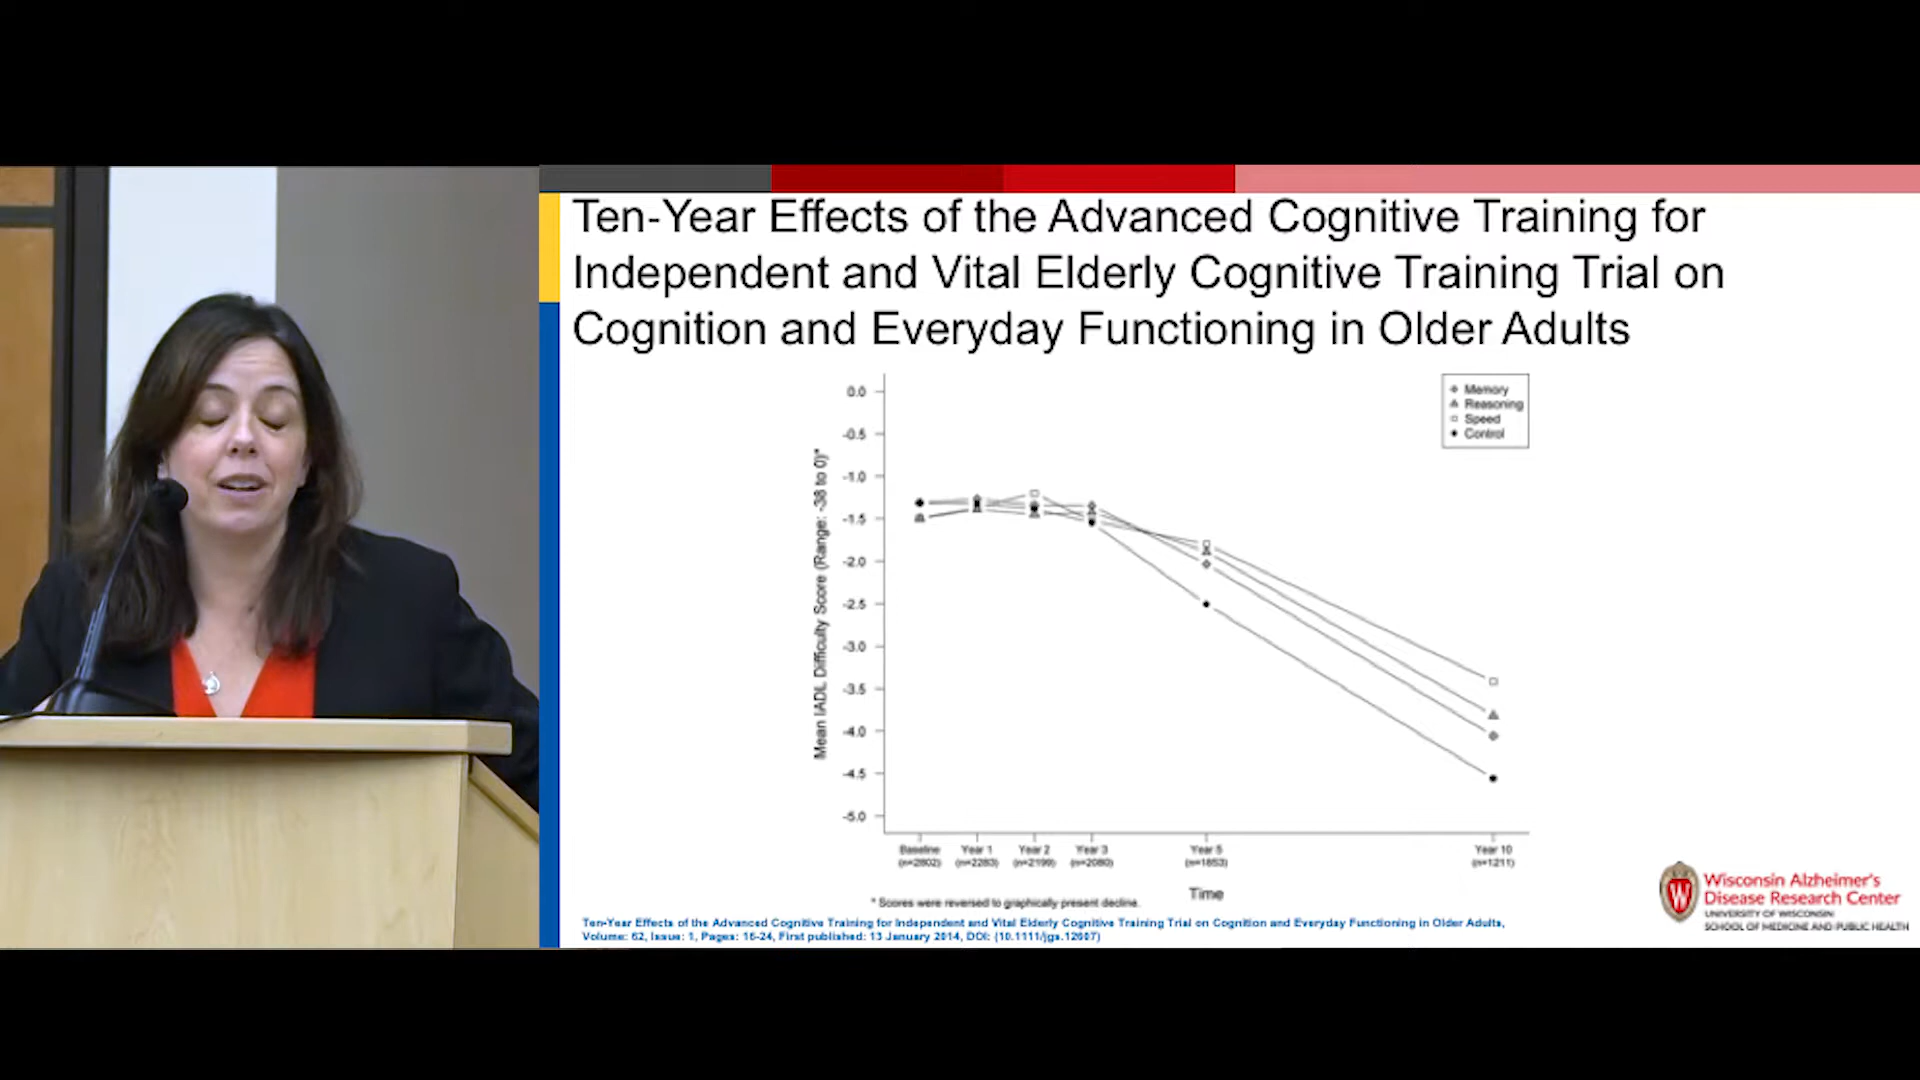 Ten-Year Effects of the Advanced Cognitive Training for
Independent and Vital Elderly Cognitive Training Trial on
Cognition and Everyday Functioning in Older Adults
Memory
Reasoning
Speed
Control
Mean IADL Difficulty Score (Range: -38 to 0)*
0.0
-0.5
-1.0
-1.5
-2.0
-2.5
-3.0
-3.5
-4.0
-4.5
-5.0
Baseline Year 1 Year 2 Year 3 Year 5 Year 10
(n=2802) (n=2283) (n=2199) (n=2080) (n=1853) (n=1211)
Time
* Scores were reversed to graphically present decline.
Ten-Year Effects of the Advanced Cognitive Training for Independent and Vital Elderly Cognitive Training Trial on Cognition and Everyday Functioning in Older Adults,
Volume: 62, Issue: 1, Pages: 16-24, First published: 13 January 2014, DOI: (10.1111/jgs.12607)
W
Wisconsin Alzheimer's
Disease Research Center
UNIVERSITY OF WISCONSIN
SCHOOL OF MEDICINE AND PUBLIC HEALTH